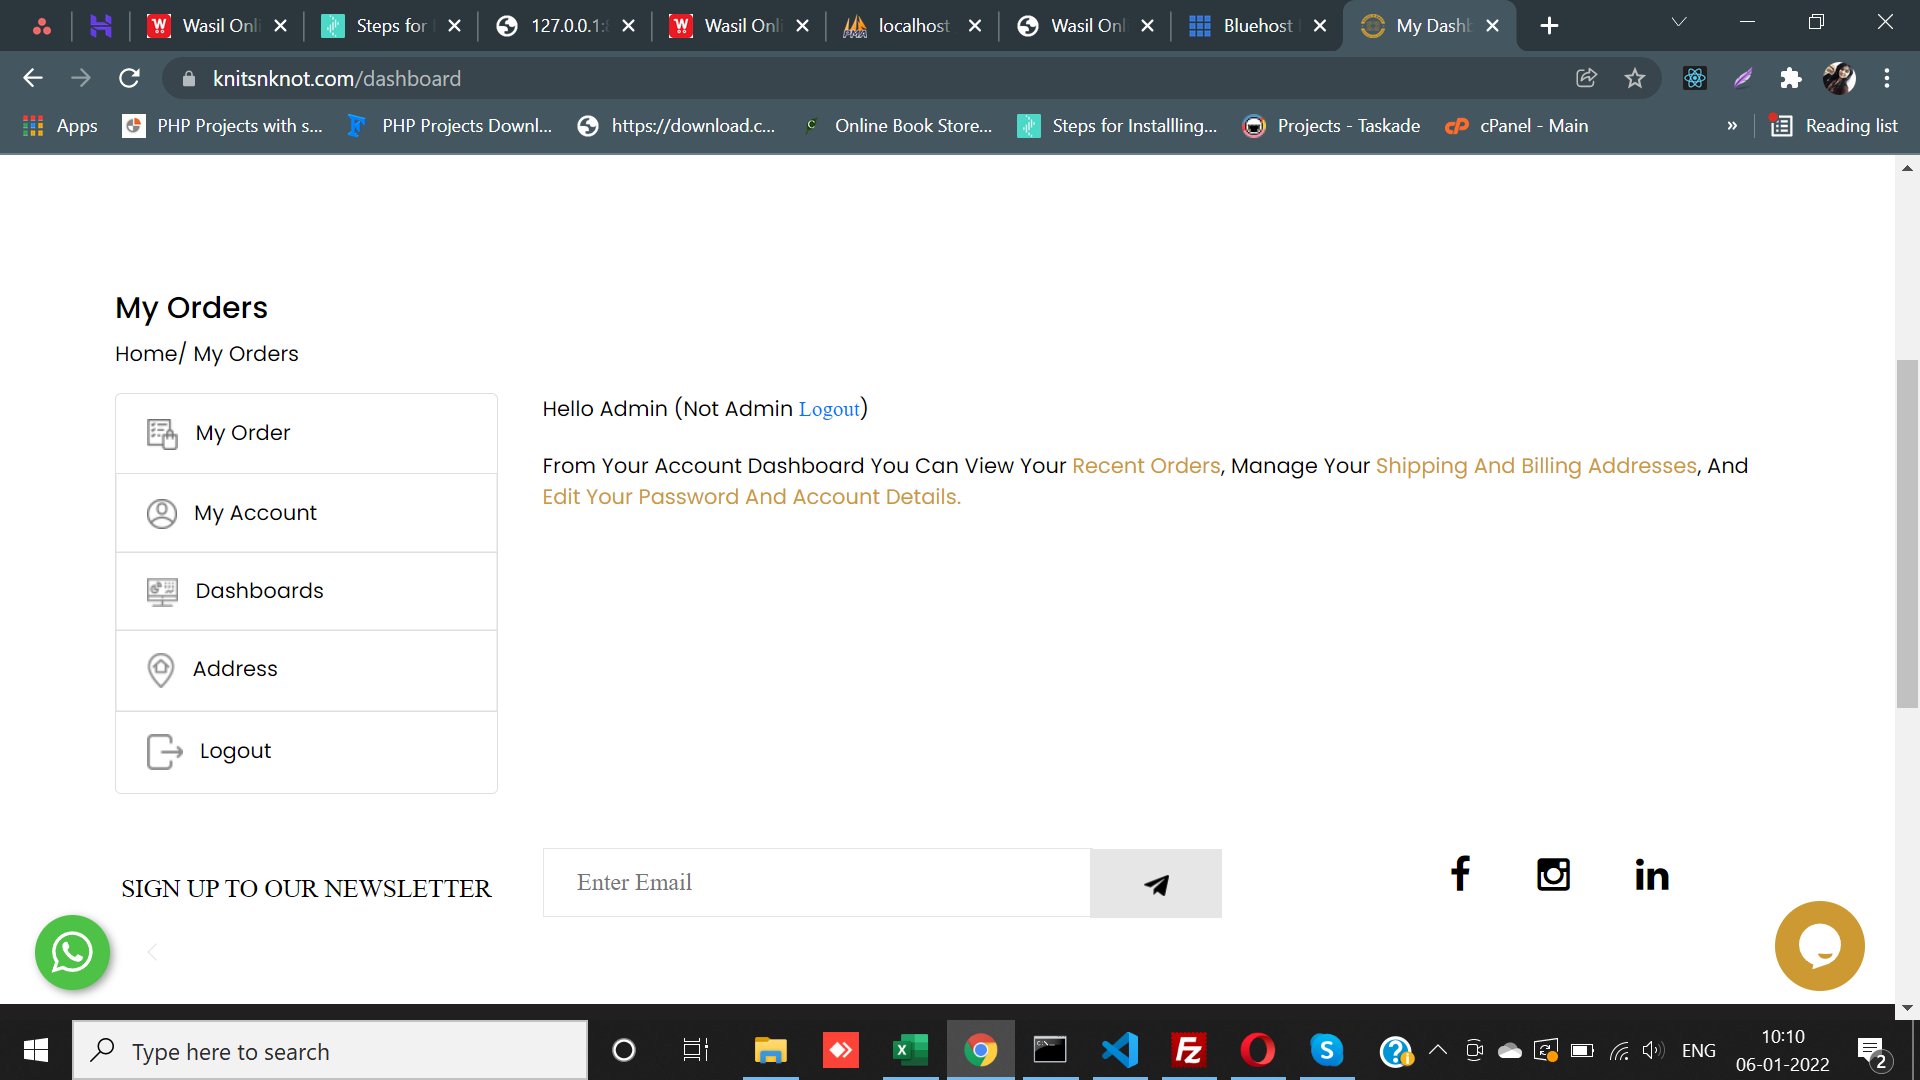 Wasil Onli
Steps for
127.0.0.1:8
Wasil Onli
localhost
Wasil Onl
Bluehost
My Dashb
knitsnknot.com/dashboard
Apps
PHP Projects with s...
PHP Projects Downl...
https://download.c...
Online Book Store...
Steps for Installling...
Projects - Taskade
cPanel - Main
»
Reading list
My Orders
Home/ My Orders
My Order
My Account
Dashboards
Address
Logout
Hello Admin (Not Admin Logout)
From Your Account Dashboard You Can View Your Recent Orders, Manage Your Shipping And Billing Addresses, And
Edit Your Password And Account Details.
SIGN UP TO OUR NEWSLETTER
Enter Email
Type here to search
ENG
10:10
06-01-2022
2